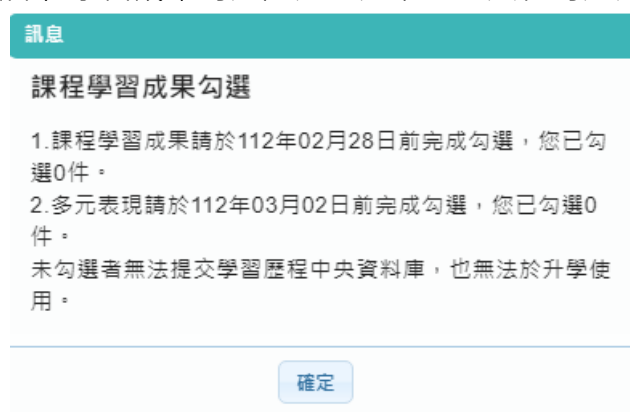 訊息
課程學習成果勾選
1.課程學習成果請於112年02月28日前完成勾選，您已勾
選0件。
2.多元表現請於112年03月02日前完成勾選，您已勾選0
件。
未勾選者無法提交學習歷程中央資料庫，也無法於升學使
用。
確定